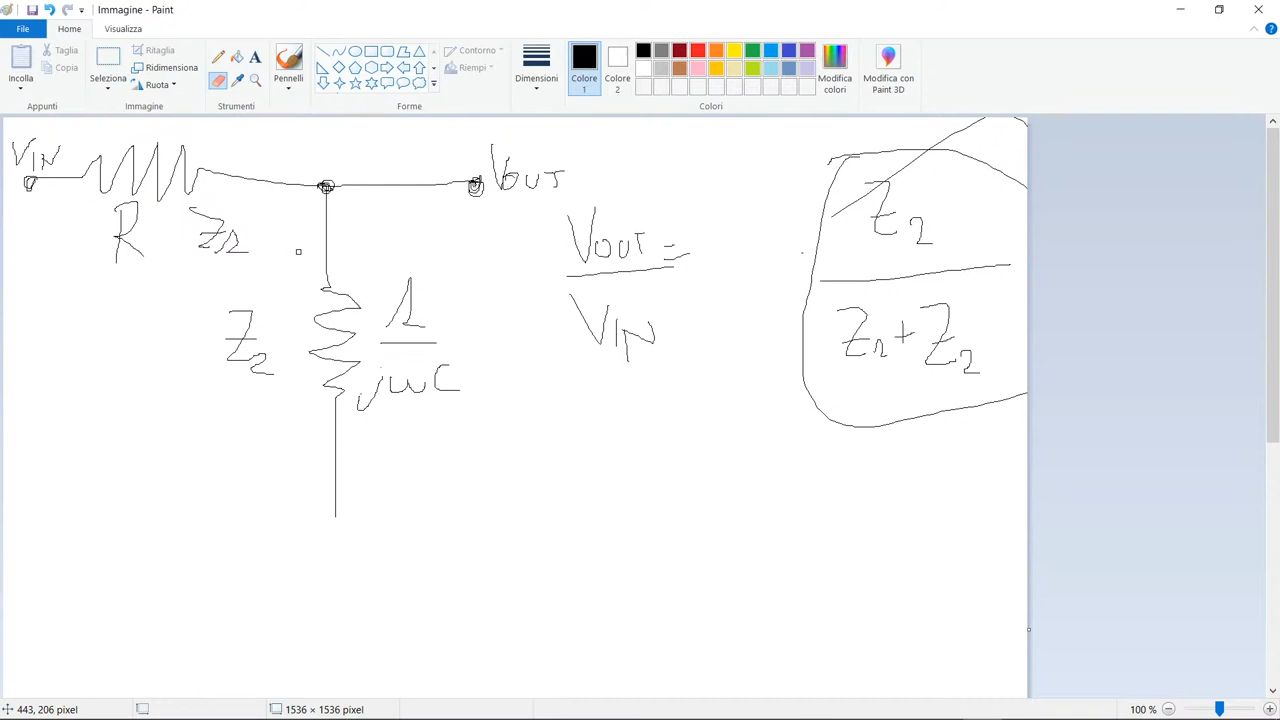 Immagine - Paint
File
Home
Visualizza
Incolla
Seleziona
Ritaglia
Ridimensiona
Ruota
Taglia
Copia
Pennelli
Contorno
Riempi
Dimensioni
Colore 1
Colore 2
Modifica colori
Modifica con Paint 3D
Appunti
Immagine
Strumenti
Forme
Colori
VIN
VOUT
R Z1
Z2
1
jωC
VOUT =
VIN
Z2
Z1 + Z2
443, 206 pixel
1536 × 1536 pixel
100 %